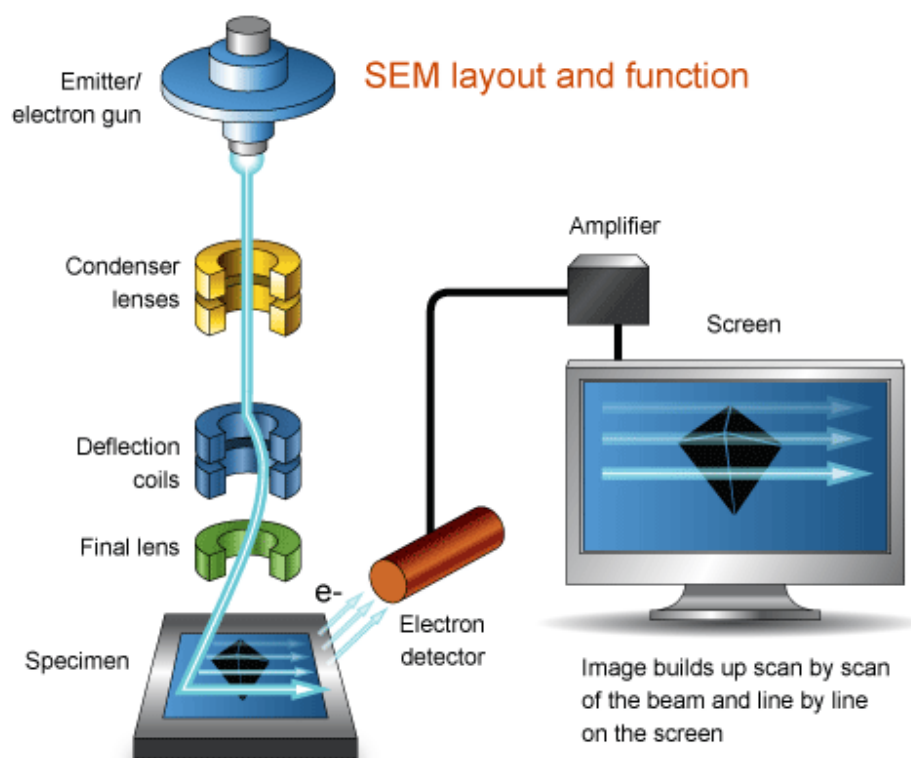 SEM layout and function
Emitter/
electron gun
Condenser
lenses
Amplifier
Screen
Deflection
coils
Final lens
e-
Electron
detector
Specimen
Image builds up scan by scan
of the beam and line by line
on the screen